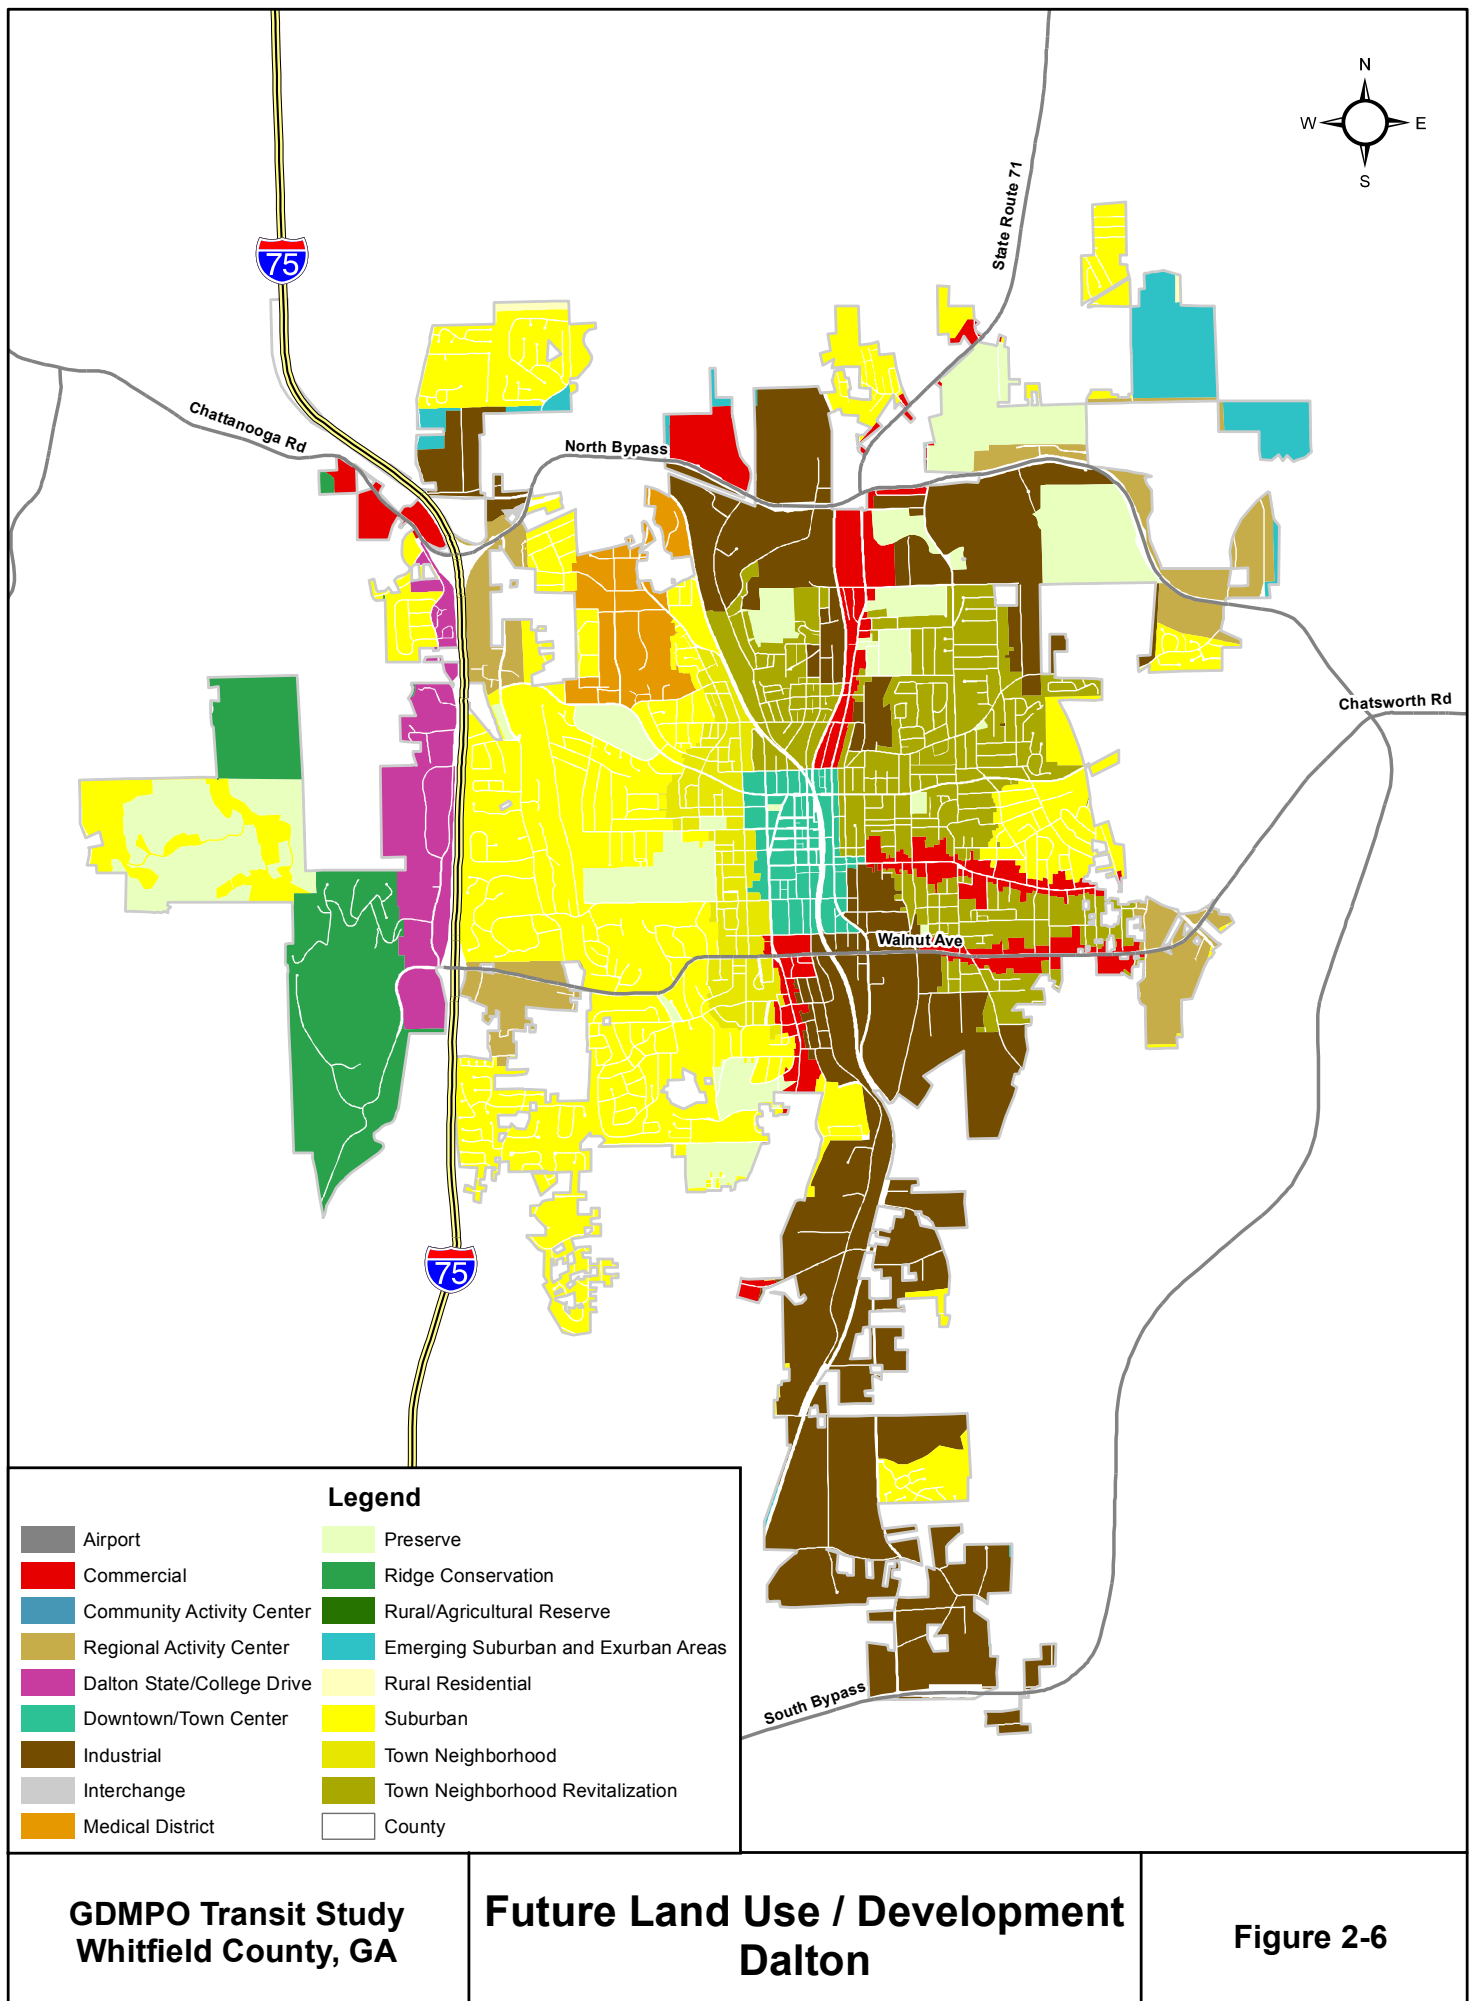 N
W
E
S
State Route 71
75
Chattanooga Rd
North Bypass
Chatsworth Rd
Walnut Ave
75
South Bypass
Legend
Airport
Commercial
Community Activity Center
Regional Activity Center
Dalton State/College Drive
Downtown/Town Center
Industrial
Interchange
Medical District
Preserve
Ridge Conservation
Rural/Agricultural Reserve
Emerging Suburban and Exurban Areas
Rural Residential
Suburban
Town Neighborhood
Town Neighborhood Revitalization
County
GDMPO Transit Study
Whitfield County, GA
Future Land Use / Development
Dalton
Figure 2-6